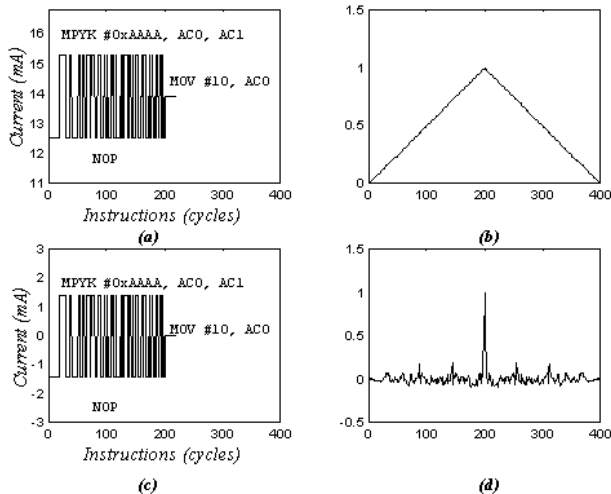 16
15
14
13
12
11
Current (mA)
MPYK #0xAAAA, AC0, AC1
MOV #10, AC0
NOP
0 100 200 300 400
Instructions (cycles)
(a)
1.5
1
0.5
0
0 100 200 300 400
(b)
3
2
1
0
-1
-2
-3
Current (mA)
MPYK #0xAAAA, AC0, AC1
MOV #10, AC0
NOP
0 100 200 300 400
Instructions (cycles)
(c)
1.5
1
0.5
0
-0.5
0 100 200 300 400
(d)